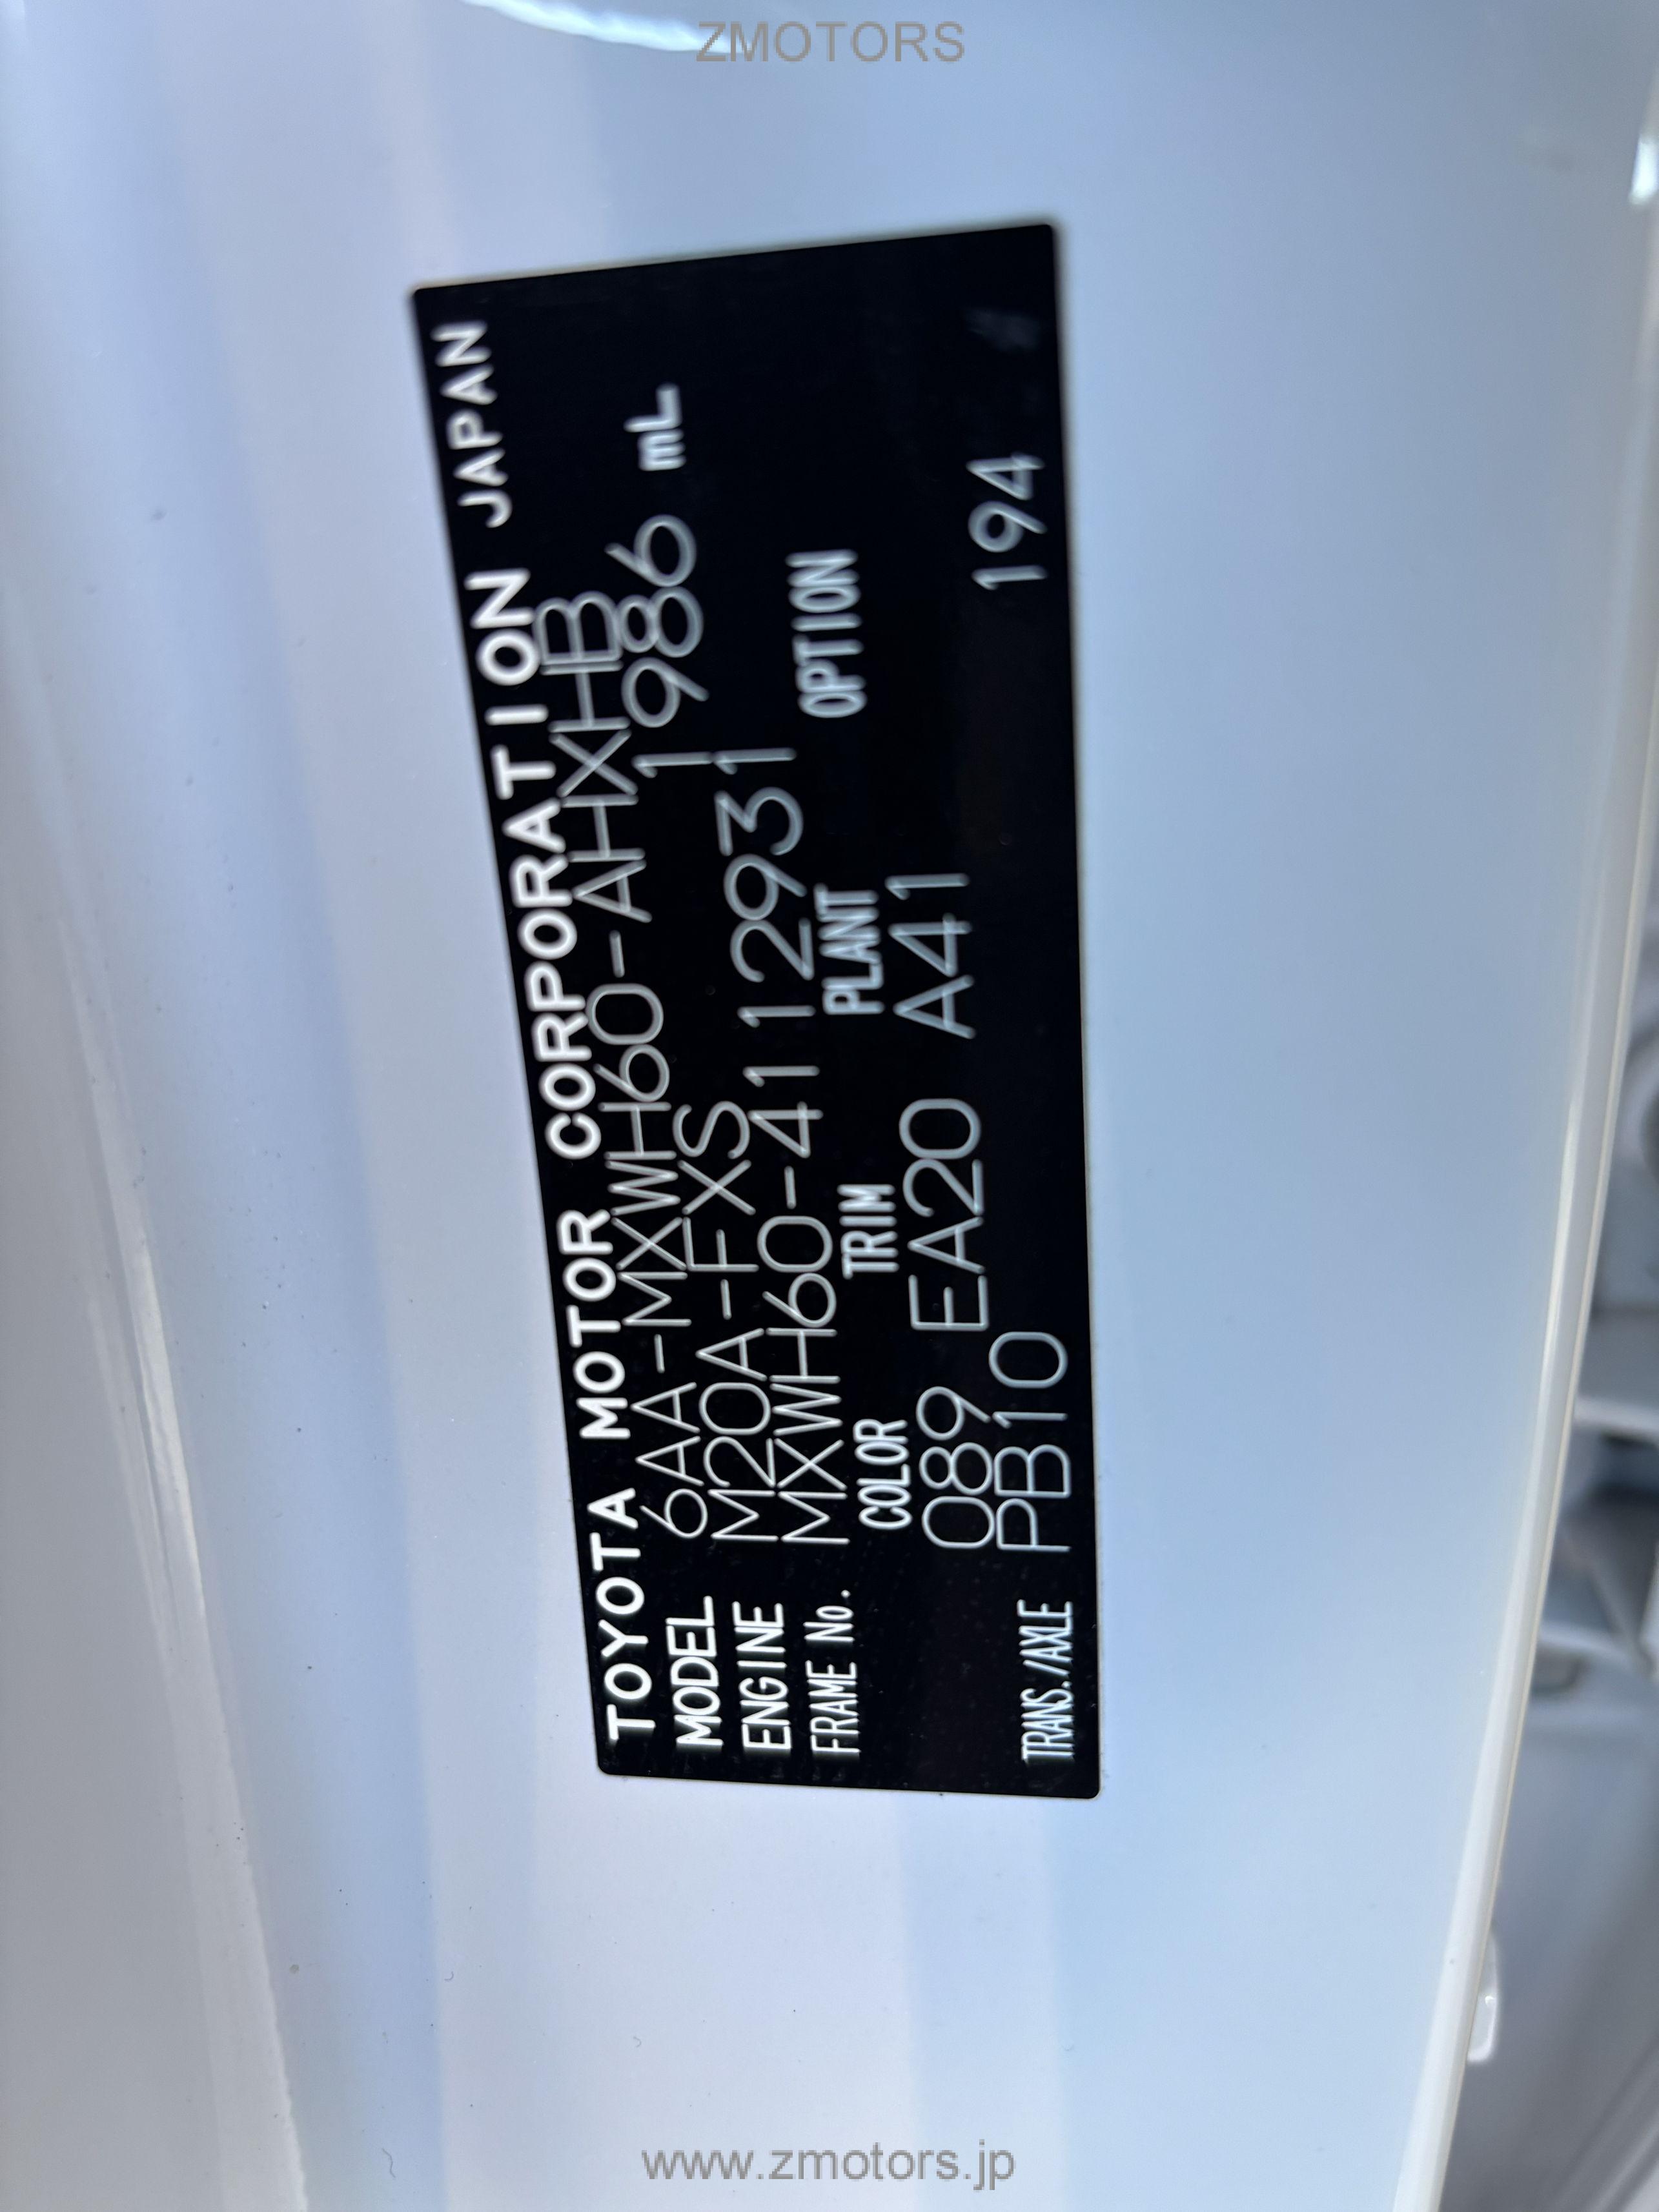 ZMOTORS
TOYOTA MOTOR CORPORATION JAPAN
MODEL 6AA-MXWH60-AHXHB
ENGINE M20A-FXS 1986 mL
FRAME No. MXWH60-4112931
COLOR TRIM PLANT OPTION
089 EA20 A41
TRANS./AXLE PB10 194
www.zmotors.jp